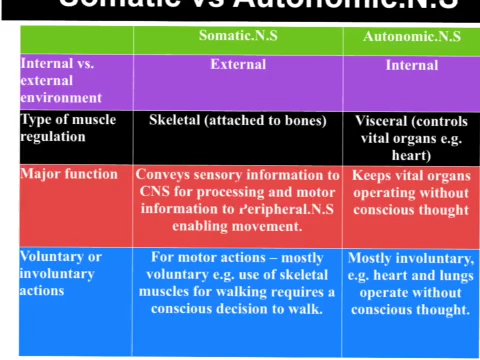 Somatic vs Autonomic.N.S
Somatic.N.S
Autonomic.N.S
Internal vs.
external
environment
External
Internal
Type of muscle
regulation
Skeletal (attached to bones)
Visceral (controls
vital organs e.g.
heart)
Major function
Conveys sensory information to
CNS for processing and motor
information to Peripheral.N.S
enabling movement.
Keeps vital organs
operating without
conscious thought
Voluntary or
involuntary
actions
For motor actions – mostly
voluntary e.g. use of skeletal
muscles for walking requires a
conscious decision to walk.
Mostly involuntary,
e.g. heart and lungs
operate without
conscious thought.